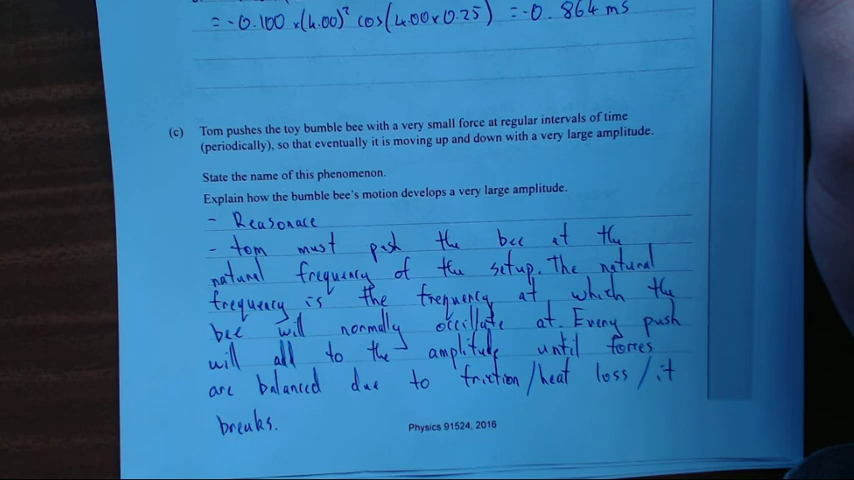 = -0.100 x(4.00)² cos(4.00x0.25) = -0.864 ms
(c) Tom pushes the toy bumble bee with a very small force at regular intervals of time
(periodically), so that eventually it is moving up and down with a very large amplitude.
State the name of this phenomenon.
Explain how the bumble bee's motion develops a very large amplitude.
- Reasonace
- tom must push the bee at the
natural frequency of the setup. The natural
frequency is the frequency at which the
bee will normally occillate at. Every push
will all to the amplitude until forces
are balanced due to friction/heat loss/it
breaks.
Physics 91524, 2016